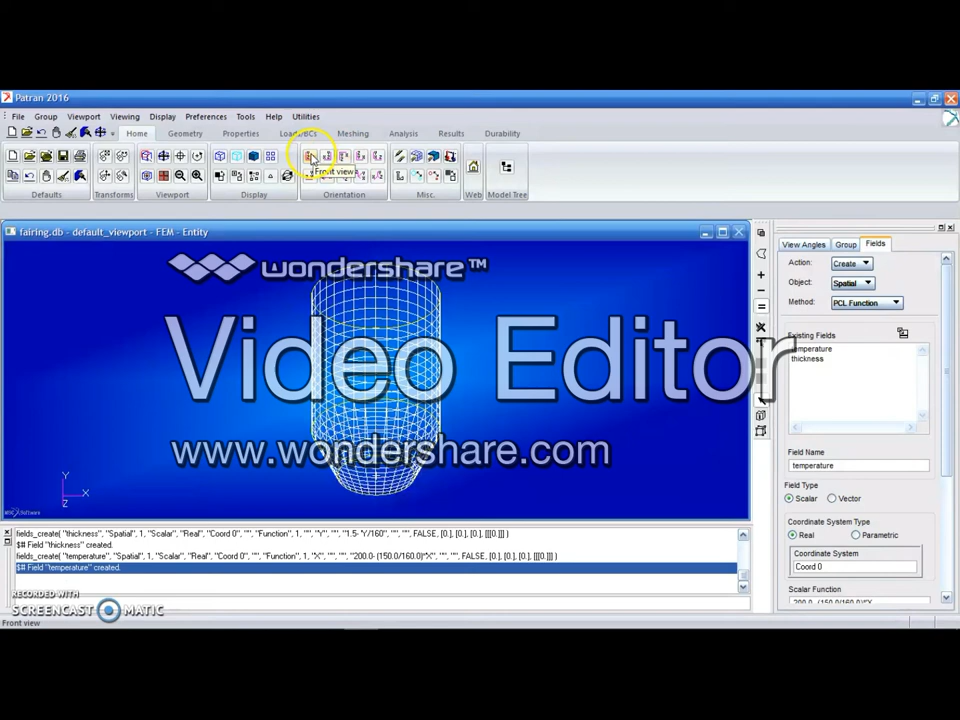 Patran 2016
File Group Viewport Viewing Display Preferences Tools Help Utilities
Home Geometry Properties Loads/BCs Meshing Analysis Results Durability
Front view
Defaults Transforms Viewport Display Orientation Misc. Web Model Tree
fairing.db - default_viewport - FEM - Entity
View Angles Group Fields
Action: Create
Object: Spatial
Method: PCL Function
Existing Fields
temperature
thickness
Field Name
temperature
Field Type
Scalar Vector
Coordinate System Type
Real Parametric
Coordinate System
Coord 0
Scalar Function
wondershare™
Video Editor
www.wondershare.com
Y
X
Z
fields_create( "thickness", "Spatial", 1, "Scalar", "Real", "Coord 0", "", "Function", 1, "", "Y", "", "1.5- 'Y/160", "", "", FALSE, [0.], [0.], [0.], [[[0.]]] )
$# Field "thickness" created.
fields_create( "temperature", "Spatial", 1, "Scalar", "Real", "Coord 0", "", "Function", 1, "X", "", "", "200.0- (150.0/160.0)*'X", "", "", FALSE, [0.], [0.], [0.], [[[0.]]] )
$# Field "temperature" created.
RECORDED WITH
SCREENCAST MATIC
Front view